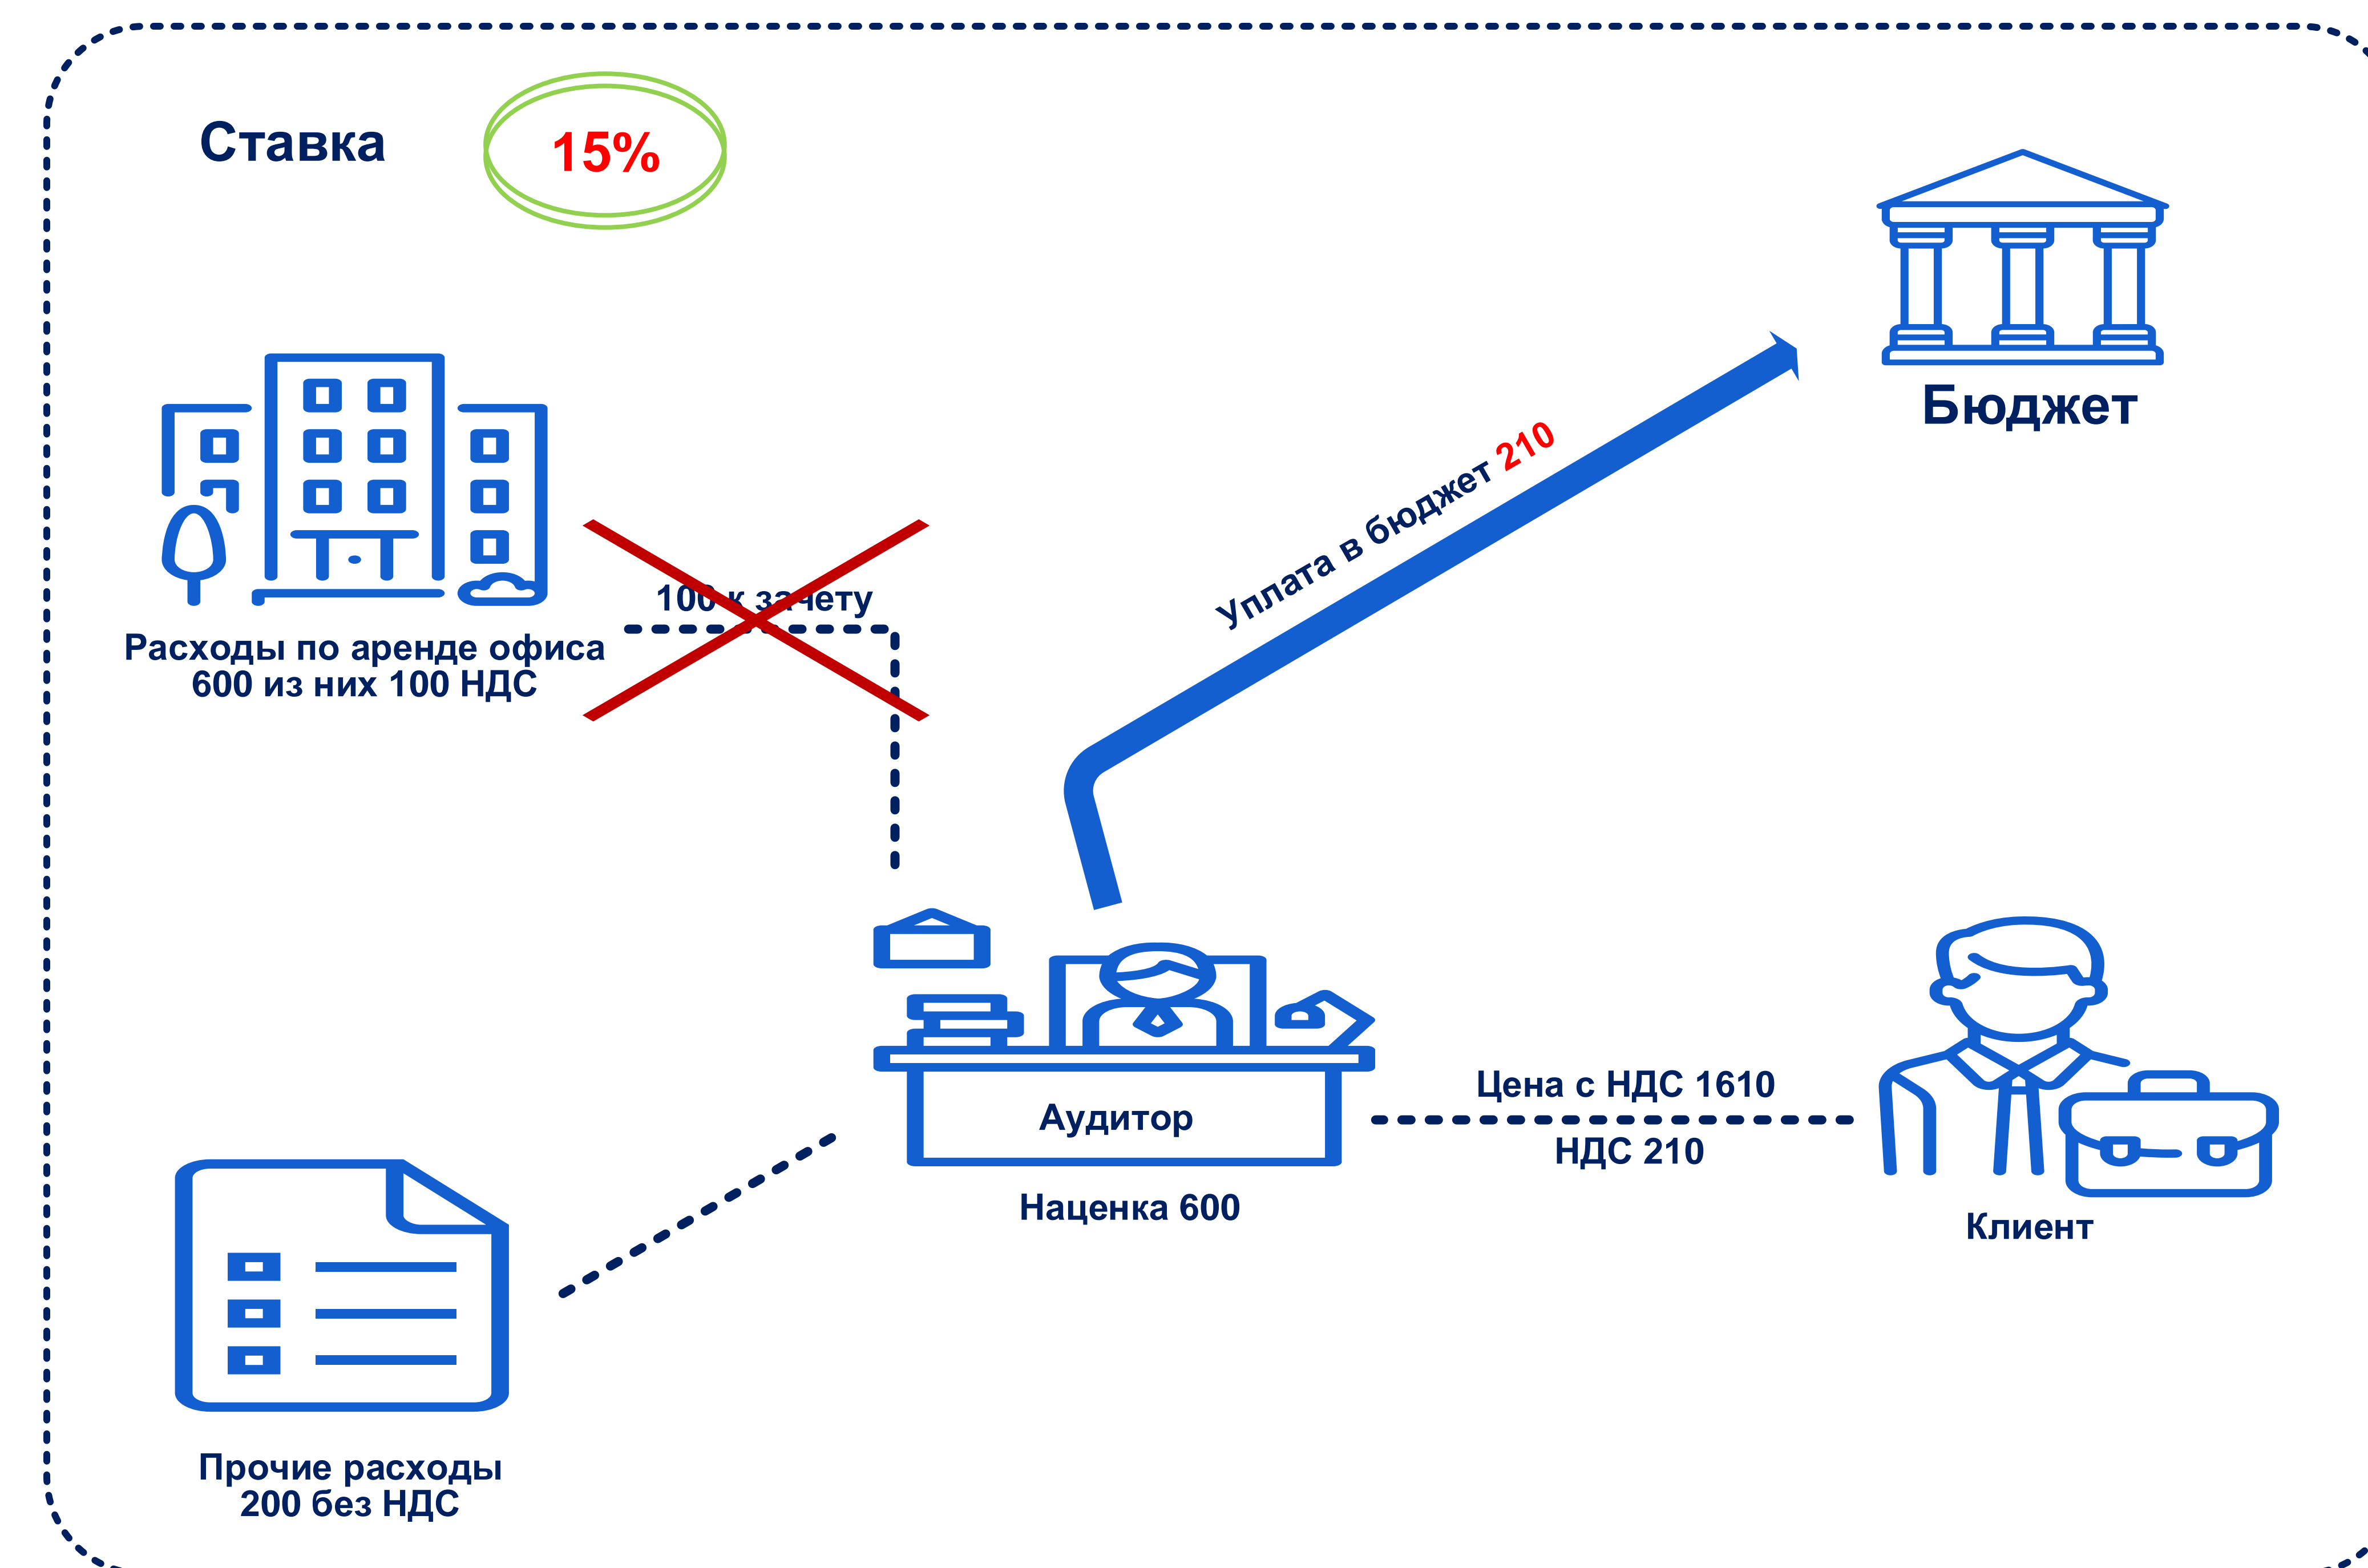 Ставка
15%
Бюджет
Уплата в бюджет 210
100 к зачету
Расходы по аренде офиса
600 из них 100 НДС
Аудитор
Наценка 600
Цена с НДС 1610
НДС 210
Клиент
Прочие расходы
200 без НДС